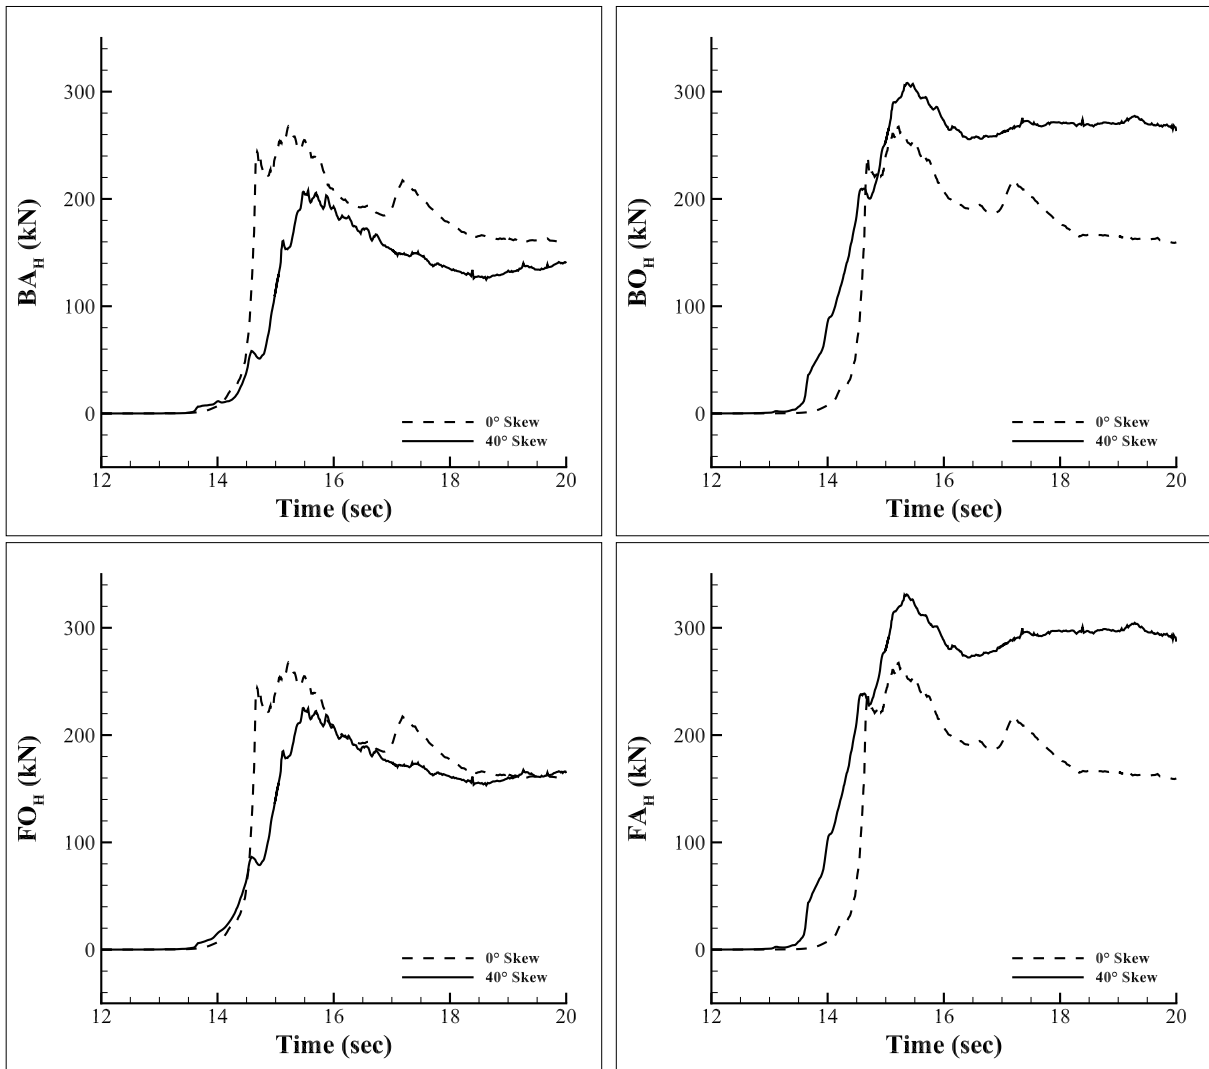 BA_H (kN)
300
200
100
0
0° Skew
40° Skew
12 14 16 18 20
Time (sec)
BO_H (kN)
300
200
100
0
0° Skew
40° Skew
12 14 16 18 20
Time (sec)
FO_H (kN)
300
200
100
0
0° Skew
40° Skew
12 14 16 18 20
Time (sec)
FA_H (kN)
300
200
100
0
0° Skew
40° Skew
12 14 16 18 20
Time (sec)